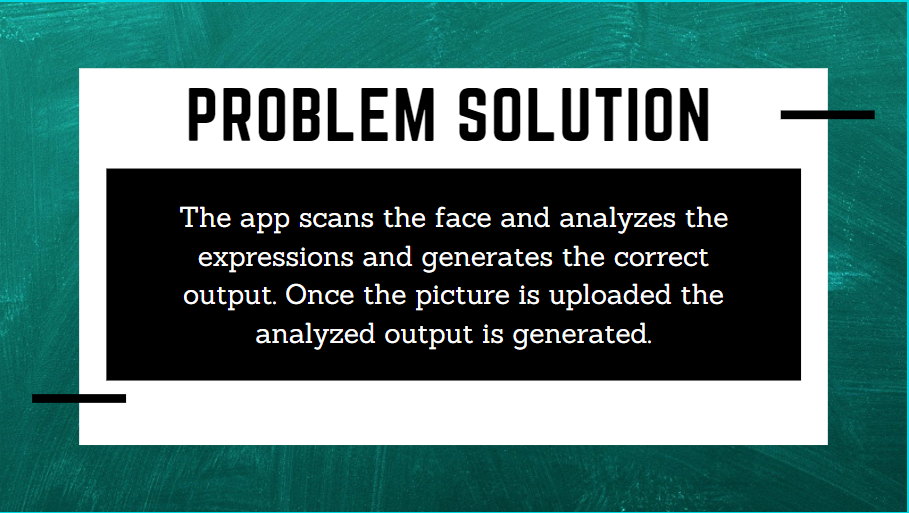 PROBLEM SOLUTION
The app scans the face and analyzes the
expressions and generates the correct
output. Once the picture is uploaded the
analyzed output is generated.